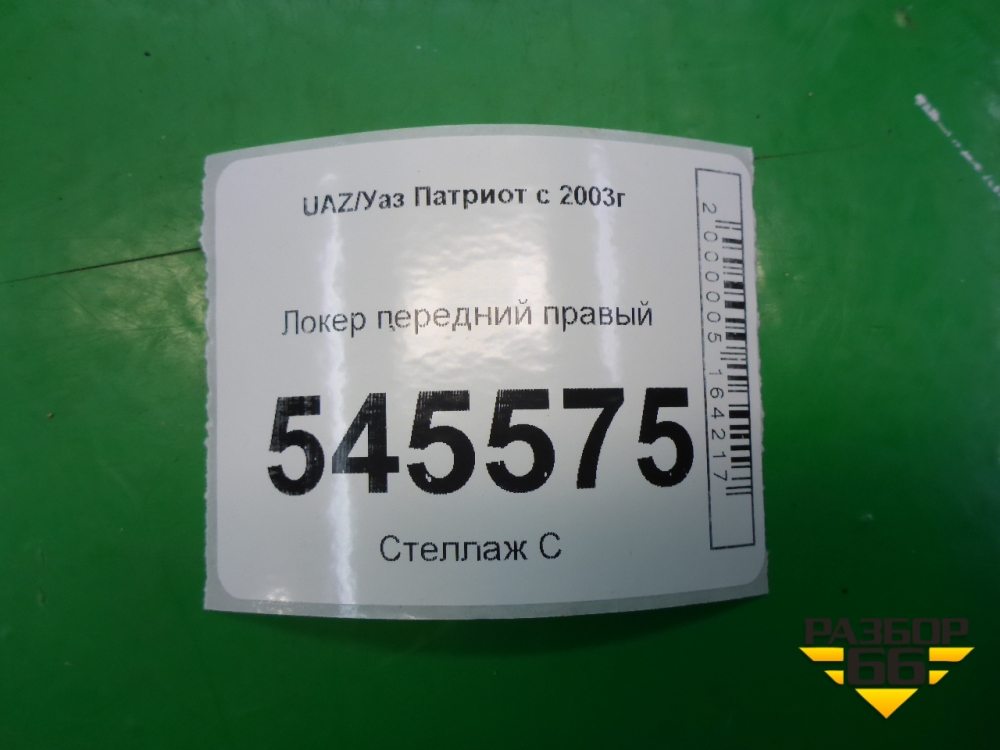 UAZ/Уаз Патриот с 2003г
Локер передний правый
545575
Стеллаж С
2000005164217
РАЗБОР
66